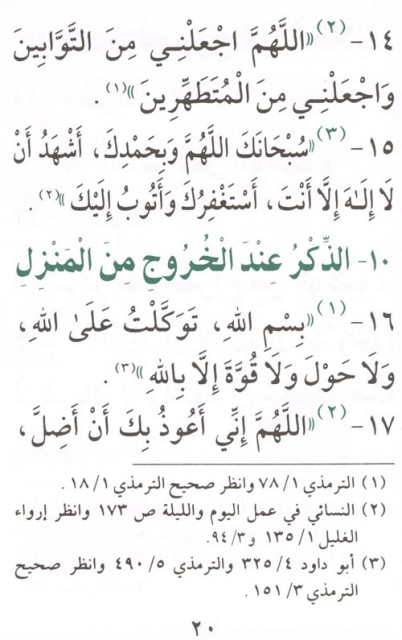 ١٤- (٢) «اللَّهُمَّ اجْعَلْنِي مِنَ التَّوَّابِينَ
وَاجْعَلْنِي مِنَ الْمُتَطَهِّرِينَ»(١).
١٥- (٣) «سُبْحَانَكَ اللَّهُمَّ وَبِحَمْدِكَ، أَشْهَدُ أَنْ
لَا إِلَهَ إِلَّا أَنْتَ، أَسْتَغْفِرُكَ وَأَتُوبُ إِلَيْكَ»(٢).
١٠- الذِّكْرُ عِنْدَ الْخُرُوجِ مِنَ الْمَنْزِلِ
١٦- (١) «بِسْمِ اللهِ، تَوَكَّلْتُ عَلَىٰ اللهِ،
وَلَا حَوْلَ وَلَا قُوَّةَ إِلَّا بِاللهِ»(٣).
١٧- (٢) «اللَّهُمَّ إِنِّي أَعُوذُ بِكَ أَنْ أَضِلَّ،
(١) الترمذي ١/ ٧٨ وانظر صحيح الترمذي ١/ ١٨.
(٢) النسائي في عمل اليوم والليلة ص ١٧٣ وانظر إرواء
الغليل ١/ ١٣٥ و٣/ ٩٤.
(٣) أبو داود ٤/ ٣٢٥ والترمذي ٥/ ٤٩٠ وانظر صحيح
الترمذي ٣/ ١٥١.
٢٠